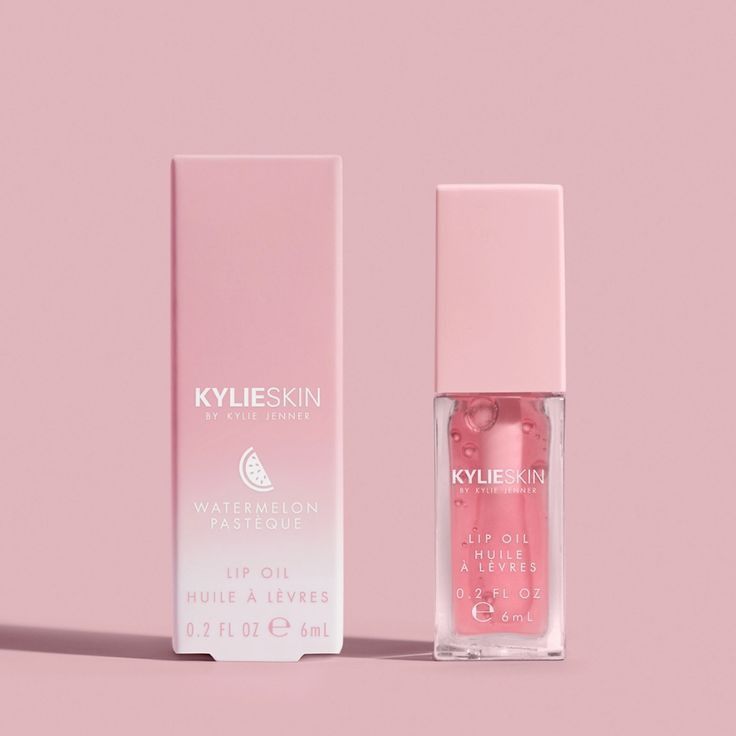 KYLIESKIN
BY KYLIE JENNER
WATERMELON
PASTÈQUE
LIP OIL
HUILE À LÈVRES
0.2 FL OZ ℮ 6mL
KYLIESKIN
BY KYLIE JENNER
LIP OIL
HUILE
À LÈVRES
0.2 FL OZ
℮ 6mL